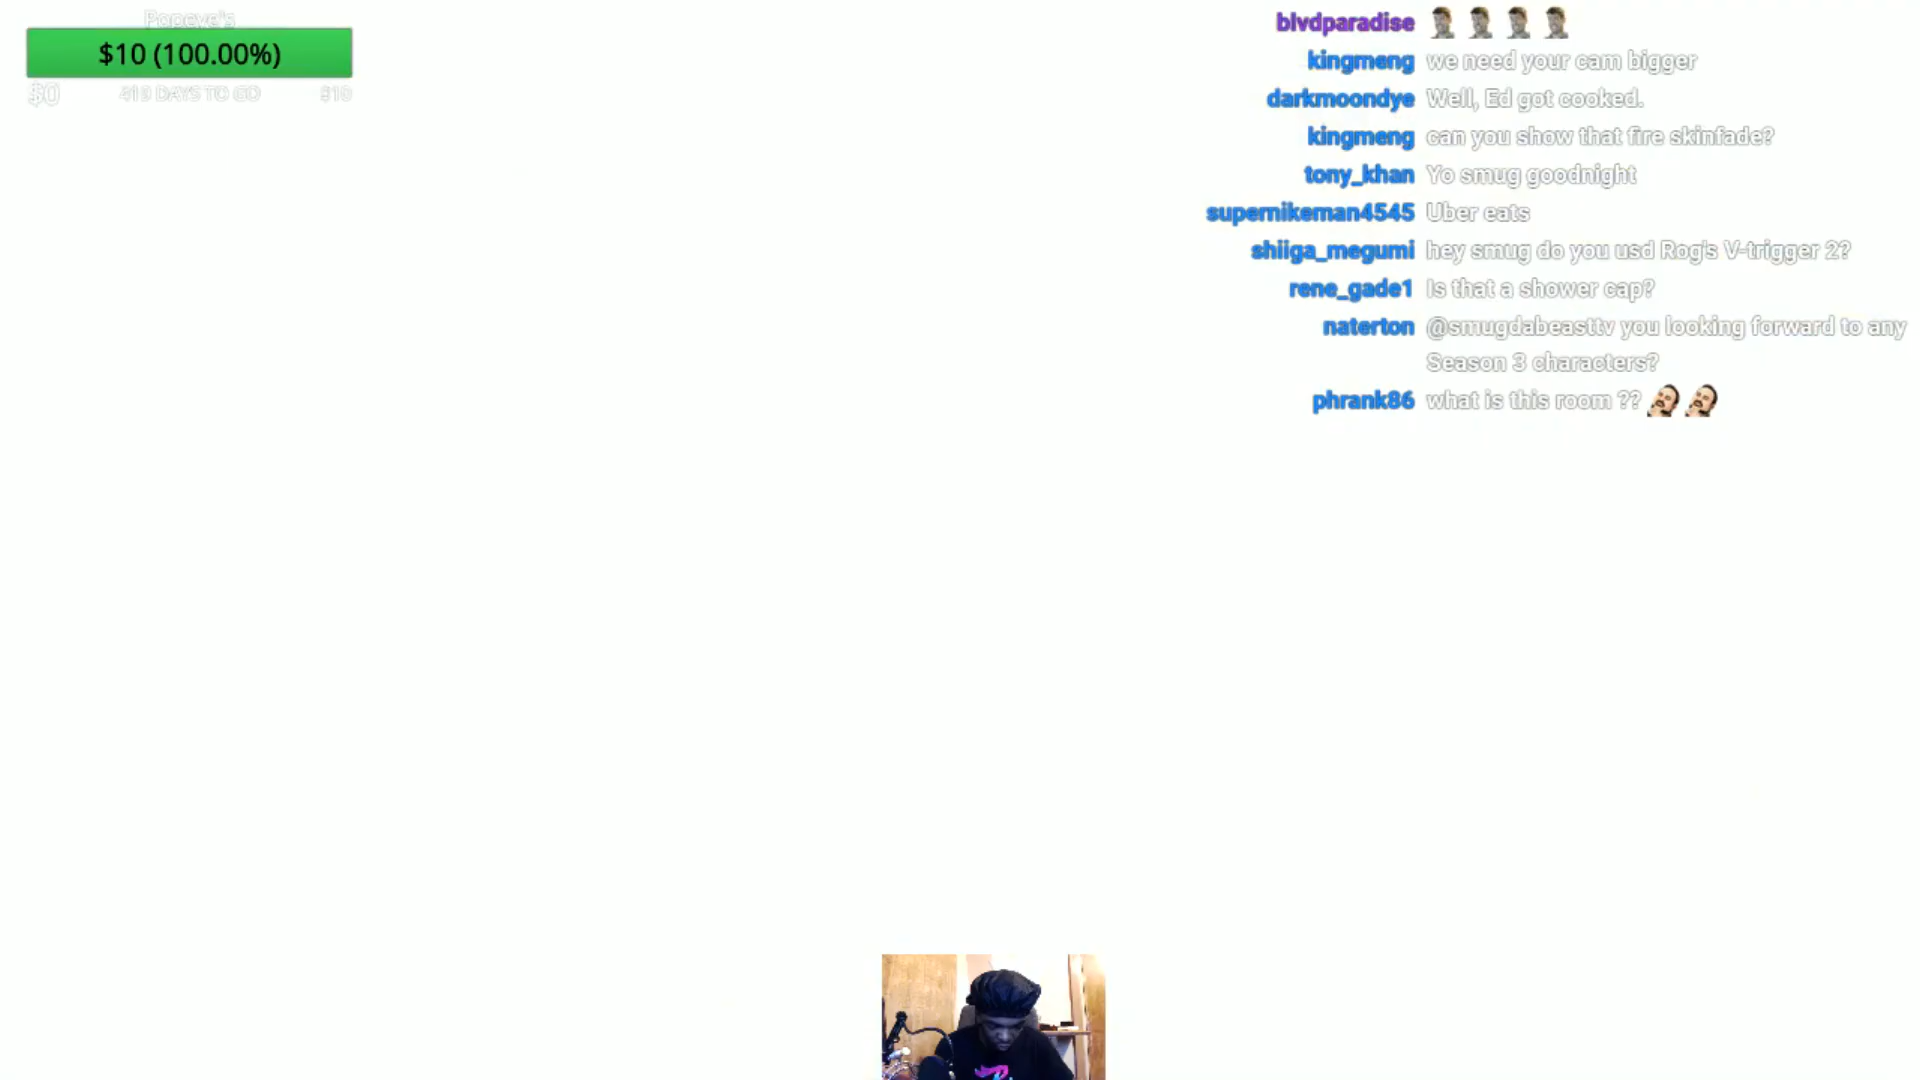 Popeye's
$10 (100.00%)
$0 419 DAYS TO GO $10
blvdparadise
kingmeng we need your cam bigger
darkmoondye Well, Ed got cooked.
kingmeng can you show that fire skinfade?
tony_khan Yo smug goodnight
supernikeman4545 Uber eats
shiiga_megumi hey smug do you usd Rog's V-trigger 2?
rene_gade1 Is that a shower cap?
naterton @smugdabeasttv you looking forward to any
Season 3 characters?
phrank86 what is this room ??